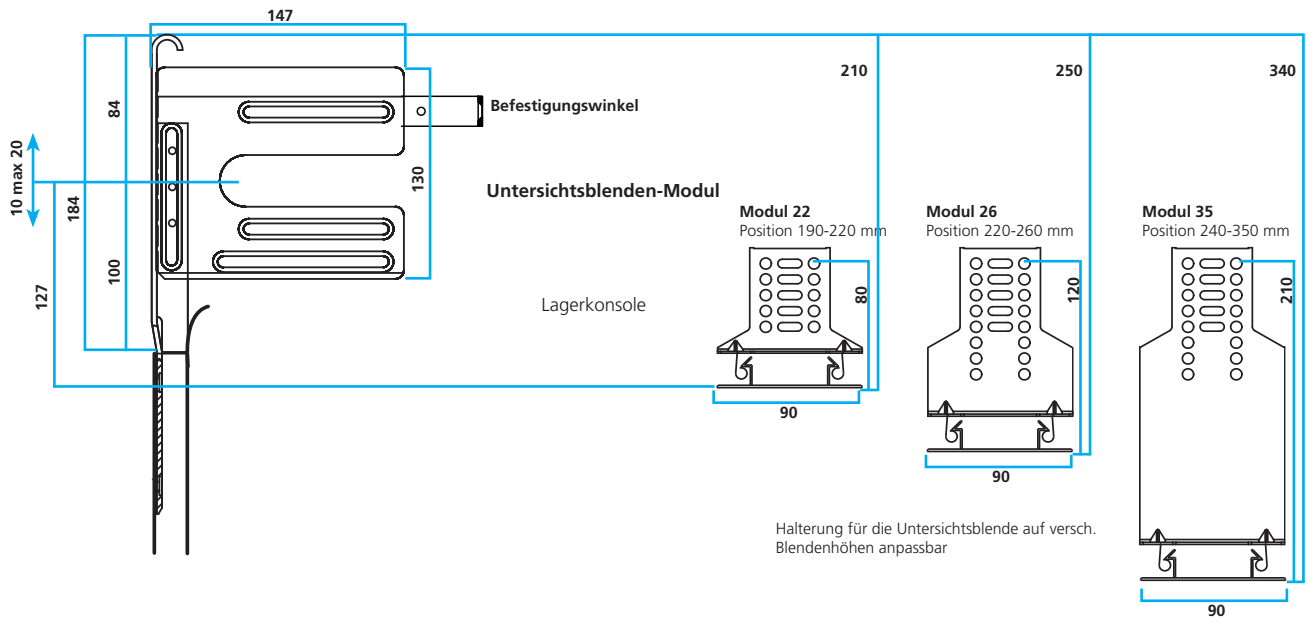 147
210
250
340
84
Befestigungswinkel
10 max 20
130
184
Untersichtsblenden-Modul
Modul 22
Position 190-220 mm
Modul 26
Position 220-260 mm
Modul 35
Position 240-350 mm
100
127
Lagerkonsole
80
120
210
90
90
Halterung für die Untersichtsblende auf versch.
Blendenhöhen anpassbar
90